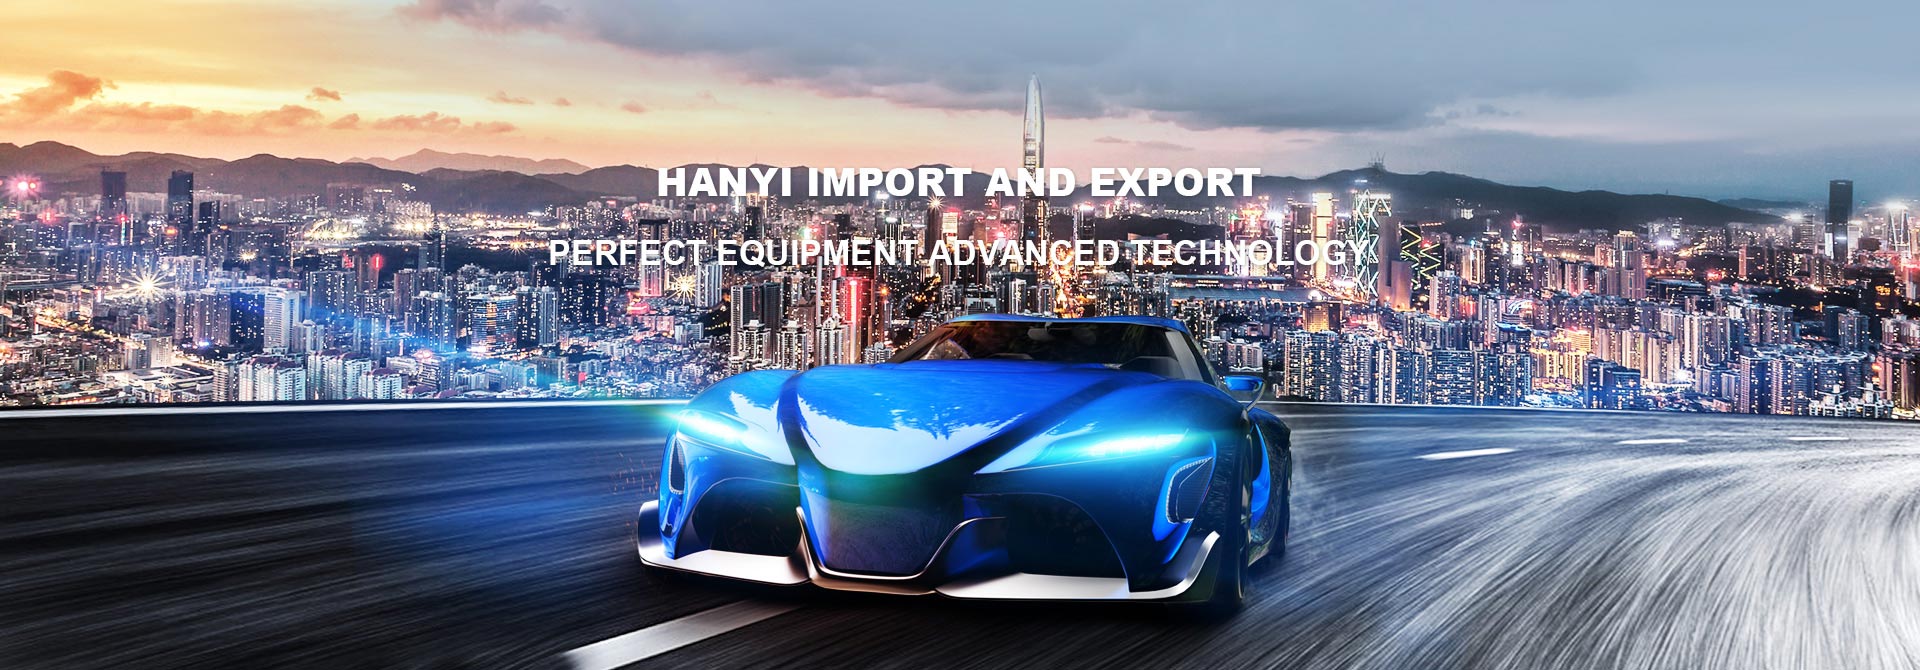 HANYI IMPORT AND EXPORT
PERFECT EQUIPMENT ADVANCED TECHNOLOGY